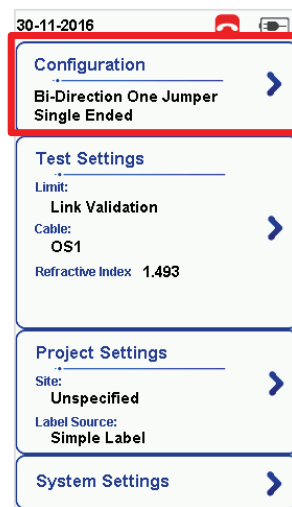 30-11-2016
Configuration
Bi-Direction One Jumper
Single Ended
Test Settings
Limit:
Link Validation
Cable:
OS1
Refractive Index 1.493
Project Settings
Site:
Unspecified
Label Source:
Simple Label
System Settings